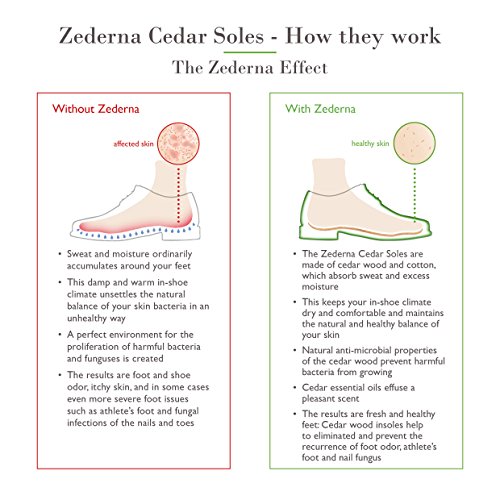 Zederna Cedar Soles - How they work
The Zederna Effect
Without Zederna
affected skin
• Sweat and moisture ordinarily
accumulates around your feet
• This damp and warm in-shoe
climate unsettles the natural
balance of your skin bacteria in an
unhealthy way
• A perfect environment for the
proliferation of harmful bacteria
and funguses is created
• The results are foot and shoe
odor, itchy skin, and in some cases
even more severe foot issues
such as athlete's foot and fungal
infections of the nails and toes
With Zederna
healthy skin
• The Zederna Cedar Soles are
made of cedar wood and cotton,
which absorb sweat and excess
moisture
• This keeps your in-shoe climate
dry and comfortable and maintains
the natural and healthy balance of
your skin
• Natural anti-microbial properties
of the cedar wood prevent harmful
bacteria from growing
• Cedar essential oils effuse a
pleasant scent
• The results are fresh and healthy
feet: Cedar wood insoles help
to eliminated and prevent the
recurrence of foot odor, athlete's
foot and nail fungus